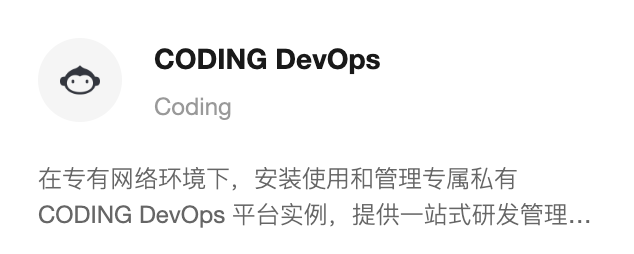 CODING DevOps
Coding
在专有网络环境下，安装使用和管理专属私有
CODING DevOps 平台实例，提供一站式研发管理...